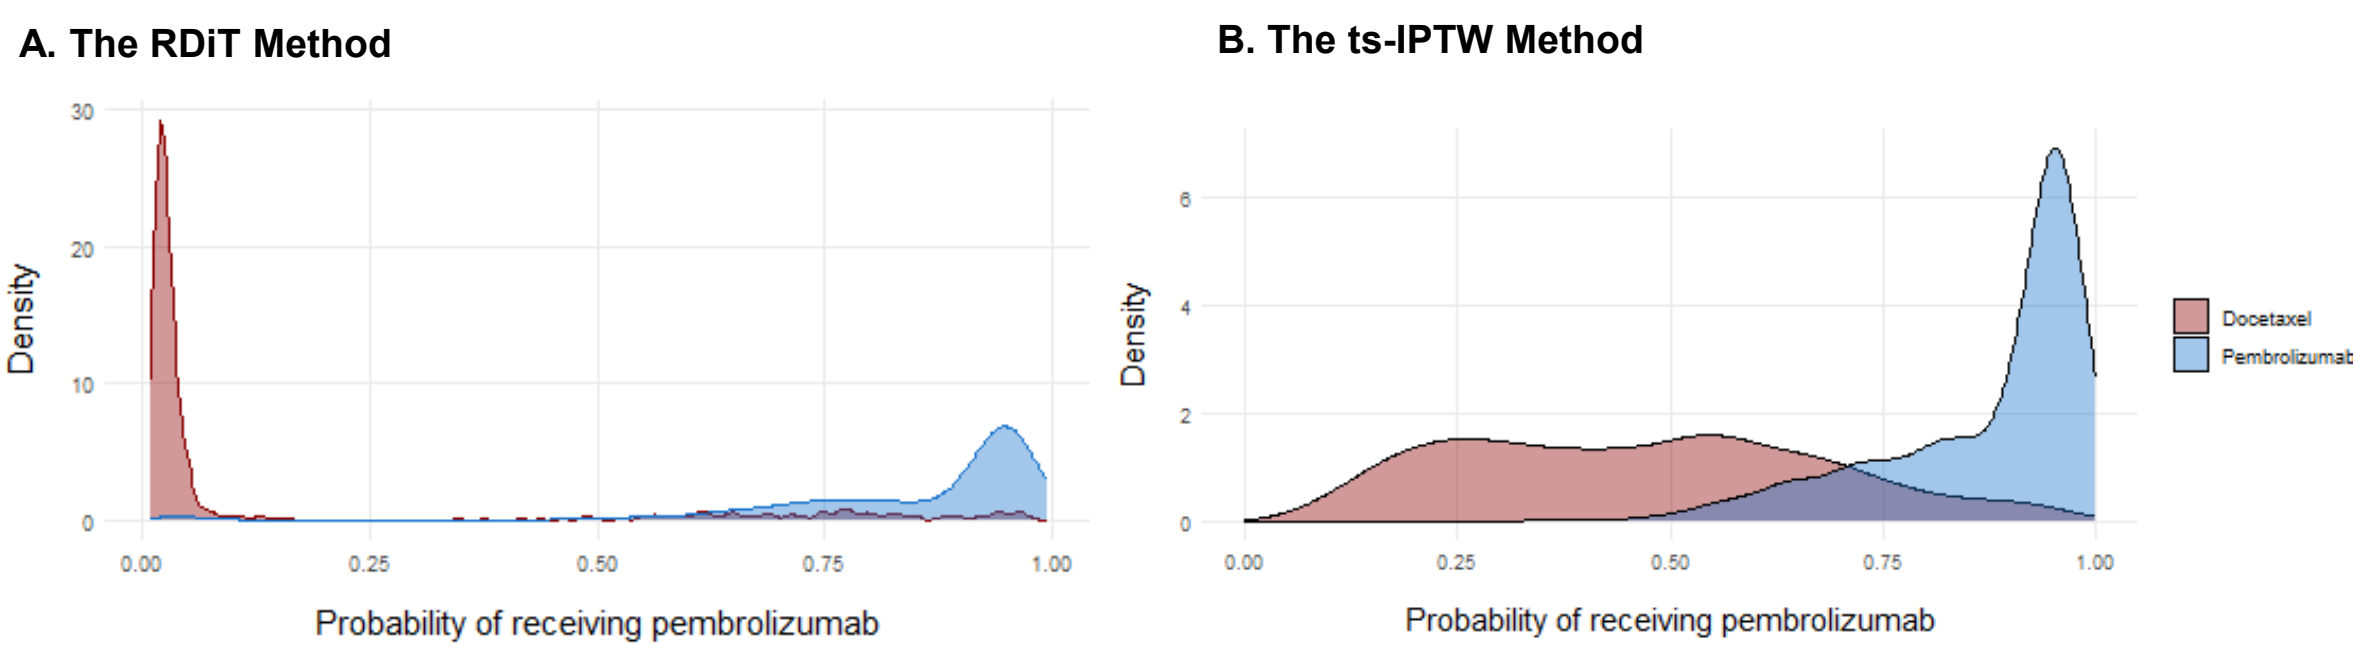 A. The RDiT Method
B. The ts-IPTW Method
30
20
10
0
Density
0.00 0.25 0.50 0.75 1.00
Probability of receiving pembrolizumab
6
4
2
0
Density
0.00 0.25 0.50 0.75 1.00
Probability of receiving pembrolizumab
Docetaxel
Pembrolizumab